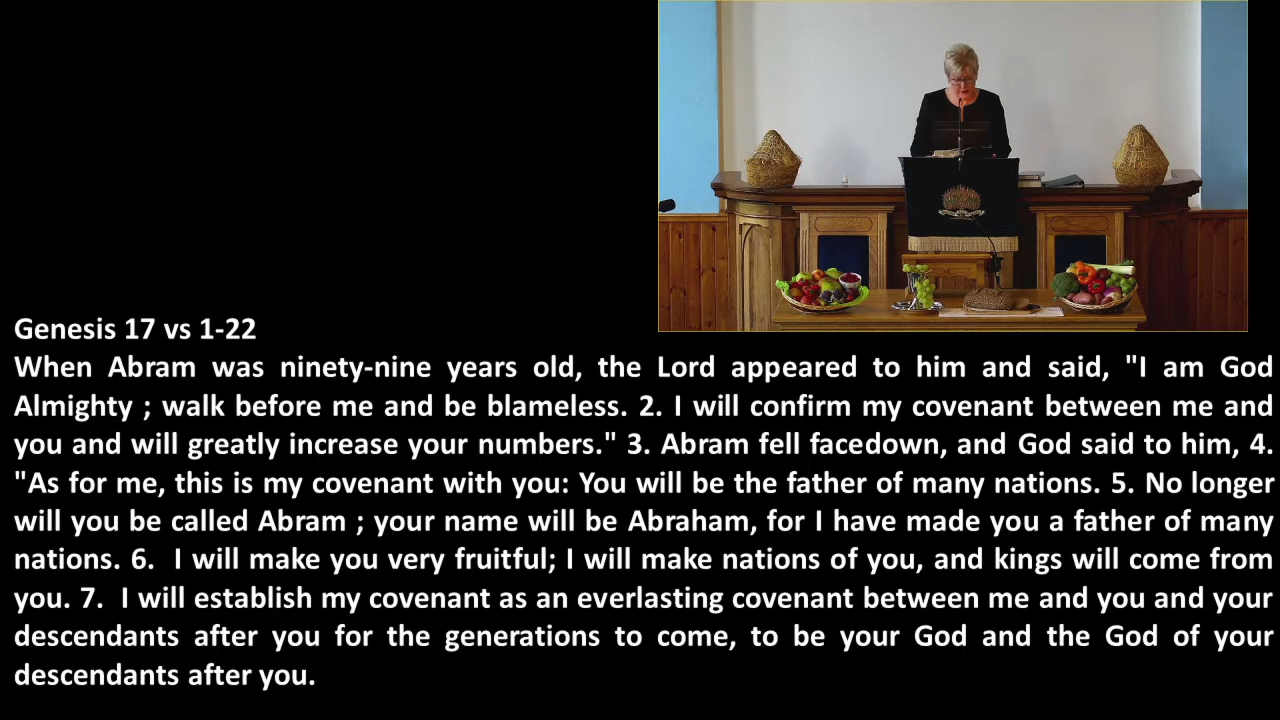 Genesis 17 vs 1-22
When Abram was ninety-nine years old, the Lord appeared to him and said, "I am God
Almighty ; walk before me and be blameless. 2. I will confirm my covenant between me and
you and will greatly increase your numbers." 3. Abram fell facedown, and God said to him, 4.
"As for me, this is my covenant with you: You will be the father of many nations. 5. No longer
will you be called Abram ; your name will be Abraham, for I have made you a father of many
nations. 6. I will make you very fruitful; I will make nations of you, and kings will come from
you. 7. I will establish my covenant as an everlasting covenant between me and you and your
descendants after you for the generations to come, to be your God and the God of your
descendants after you.